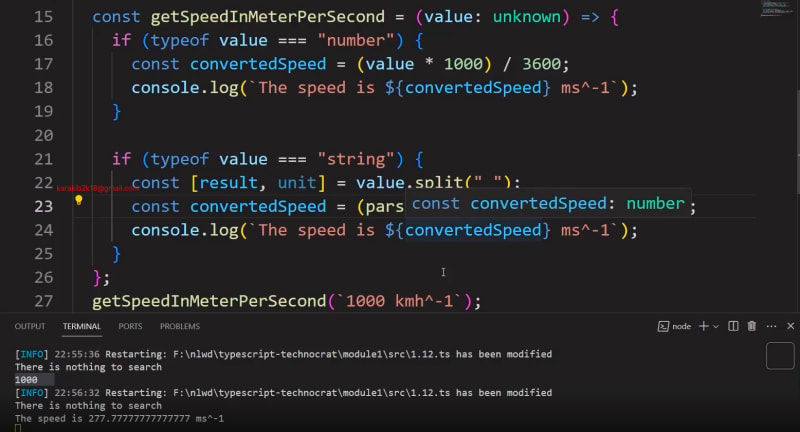 15 const getSpeedInMeterPerSecond = (value: unknown) => {
16 if (typeof value === "number") {
17 const convertedSpeed = (value * 1000) / 3600;
18 console.log(`The speed is ${convertedSpeed} ms^-1`);
19 }
20
21 if (typeof value === "string") {
22 const [result, unit] = value.split(" ");
karakib2k18@gmail.com
23 const convertedSpeed = (pars const convertedSpeed: number ;
24 console.log(`The speed is ${convertedSpeed} ms^-1`);
25 }
26 };
27 getSpeedInMeterPerSecond(`1000 kmh^-1`);
OUTPUT TERMINAL PORTS PROBLEMS node
[INFO] 22:55:36 Restarting: F:\nlwd\typescript-technocrat\module1\src\1.12.ts has been modified
There is nothing to search
1000
[INFO] 22:56:32 Restarting: F:\nlwd\typescript-technocrat\module1\src\1.12.ts has been modified
There is nothing to search
The speed is 277.77777777777777 ms^-1